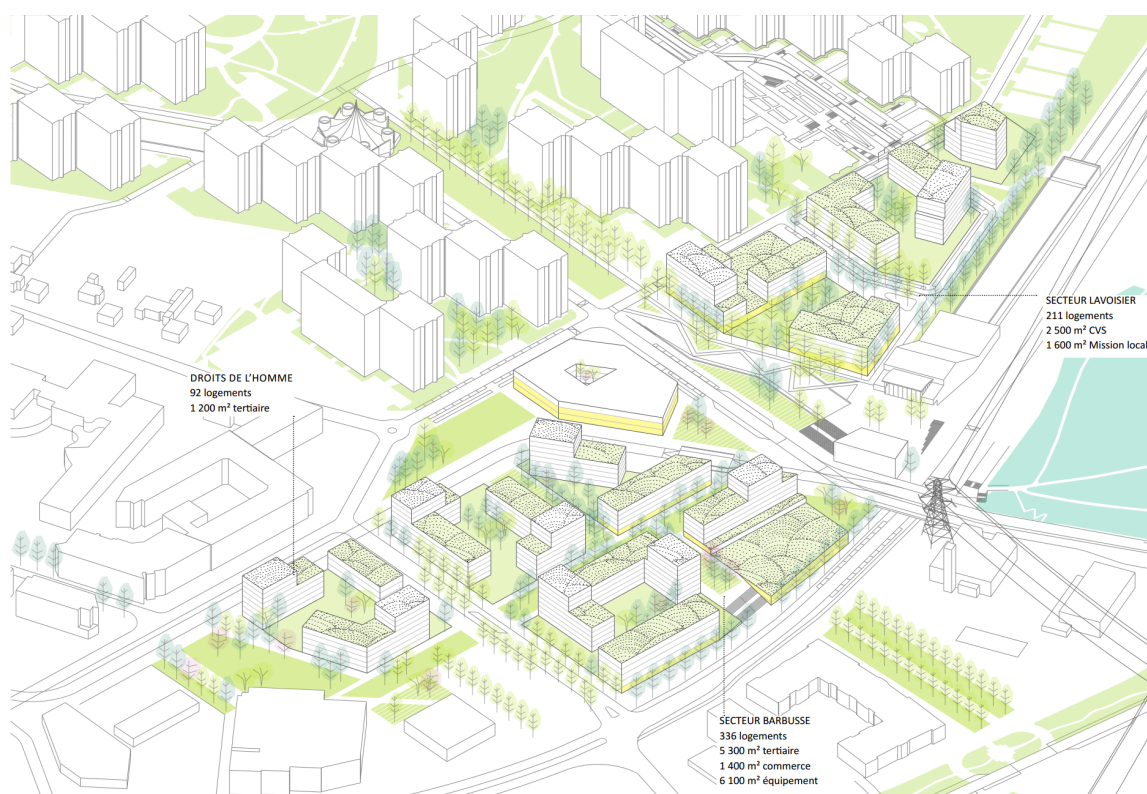 SECTEUR LAVOISIER
211 logements
2 500 m² CVS
1 600 m² Mission local
DROITS DE L'HOMME
92 logements
1 200 m² tertiaire
SECTEUR BARBUSSE
336 logements
5 300 m² tertiaire
1 400 m² commerce
6 100 m² équipement